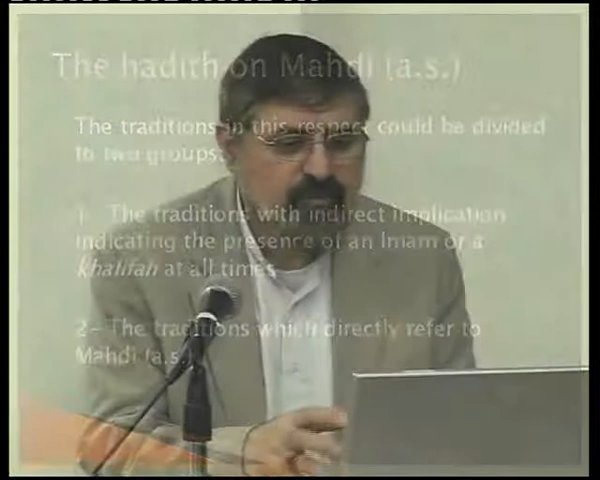 The hadith on Mahdi (a.s.)
The traditions in this respect could be divided
to two groups:
1- The traditions with indirect implication
indicating the presence of an Imam or a
khalifah at all times
2- The traditions which directly refer to
Mahdi (a.s.)